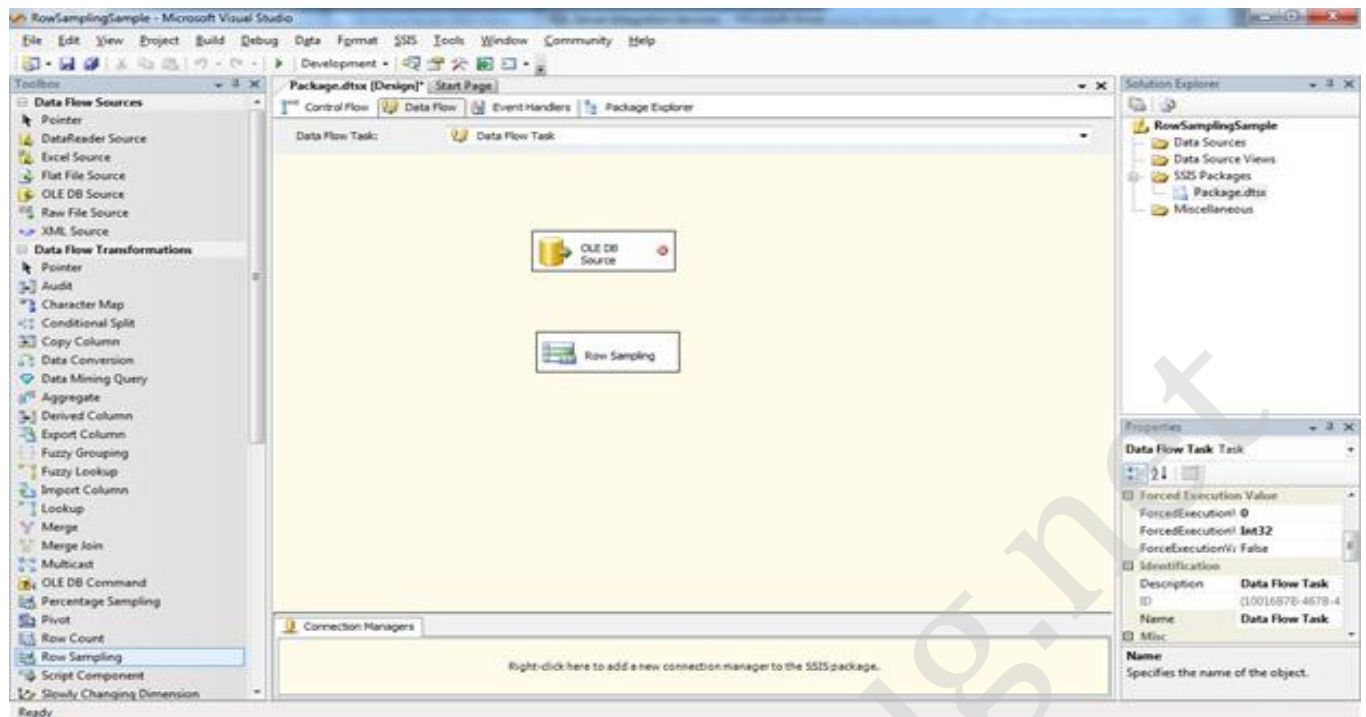 RowSamplingSample - Microsoft Visual Studio
File Edit View Project Build Debug Data Format SSIS Tools Window Community Help
Development
Toolbox
Data Flow Sources
Pointer
DataReader Source
Excel Source
Flat File Source
OLE DB Source
Raw File Source
XML Source
Data Flow Transformations
Pointer
Audit
Character Map
Conditional Split
Copy Column
Data Conversion
Data Mining Query
Aggregate
Derived Column
Export Column
Fuzzy Grouping
Fuzzy Lookup
Import Column
Lookup
Merge
Merge Join
Multicast
OLE DB Command
Percentage Sampling
Pivot
Row Count
Row Sampling
Script Component
Slowly Changing Dimension
Package.dtsx [Design]* Start Page
Control Flow Data Flow Event Handlers Package Explorer
Data Flow Task: Data Flow Task
OLE DB
Source
Row Sampling
Connection Managers
Right-click here to add a new connection manager to the SSIS package.
Solution Explorer
RowSamplingSample
Data Sources
Data Source Views
SSIS Packages
Package.dtsx
Miscellaneous
Properties
Data Flow Task Task
Forced Execution Value
ForcedExecution 0
ForcedExecution Int32
ForceExecutionV False
Identification
Description Data Flow Task
ID {10016B7B-467B-4
Name Data Flow Task
Misc
Name
Specifies the name of the object.
Ready